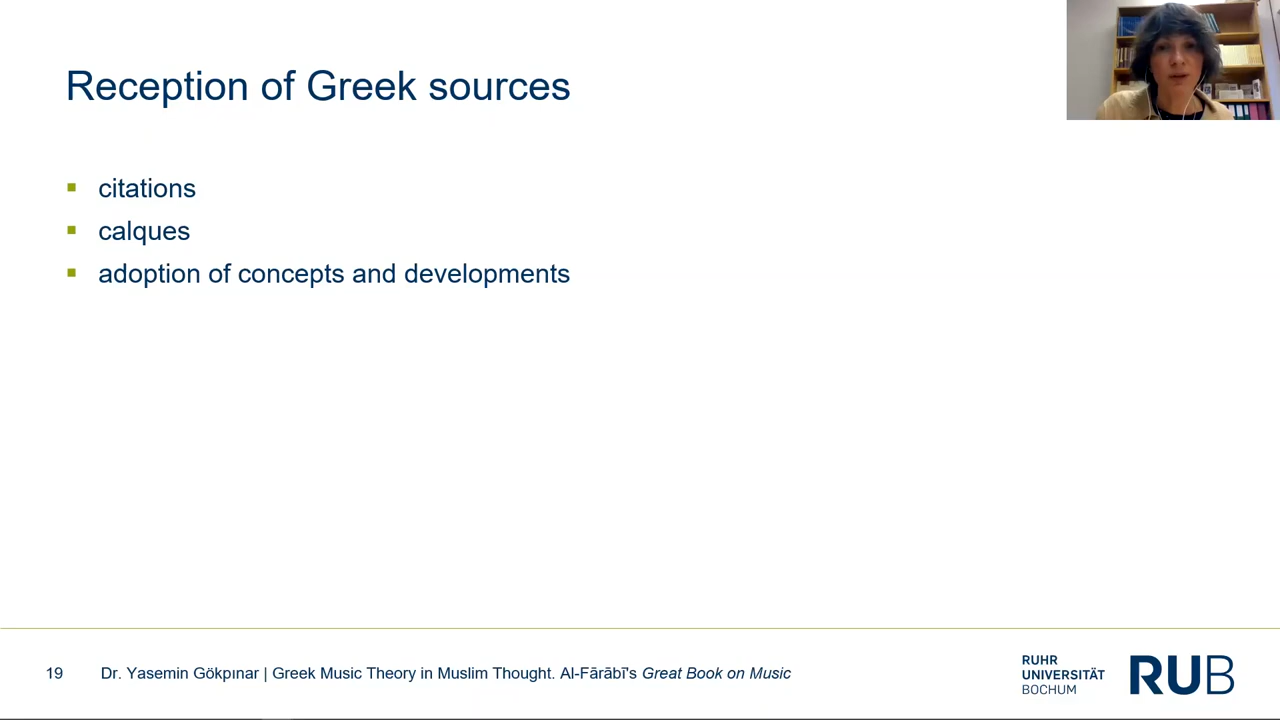 Reception of Greek sources
citations
calques
adoption of concepts and developments
19 Dr. Yasemin Gökpınar | Greek Music Theory in Muslim Thought. Al-Fārābī's Great Book on Music
RUHR
UNIVERSITÄT
BOCHUM
RUB